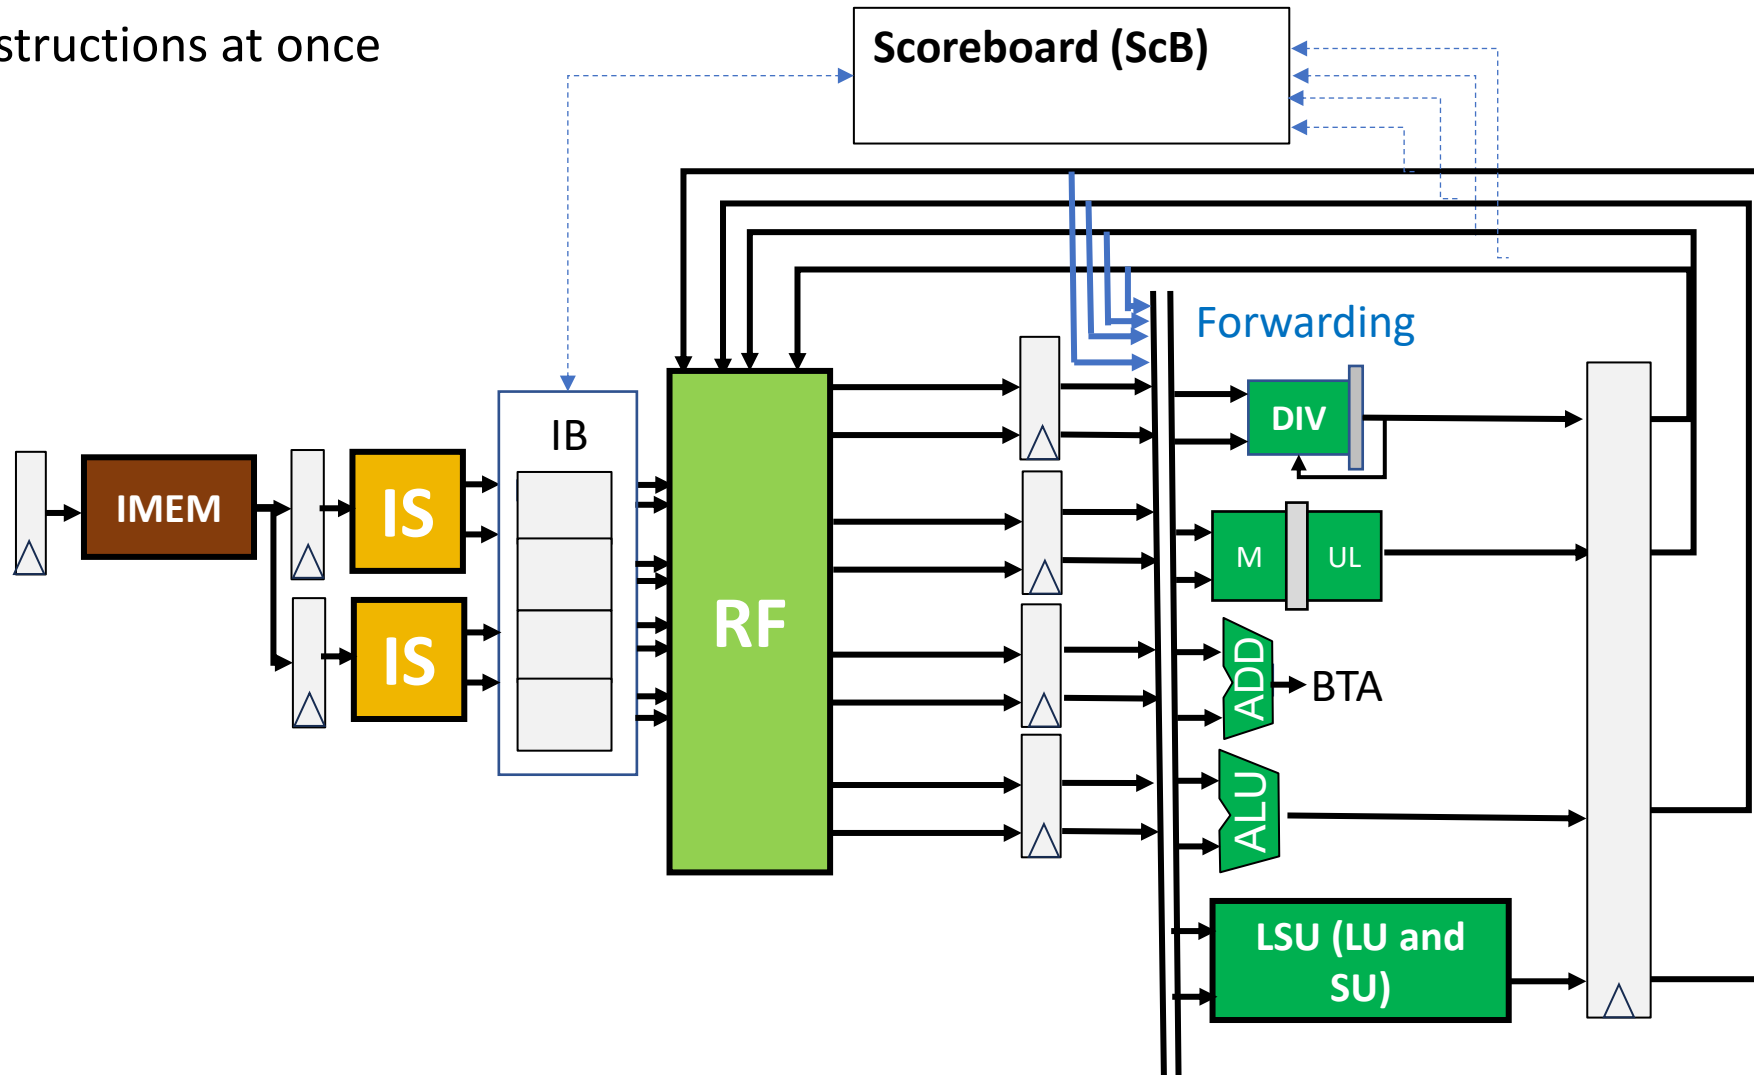 structions at once
Scoreboard (ScB)
Forwarding
IB
DIV
IMEM
IS
M
UL
RF
IS
ADD
BTA
ALU
LSU (LU and
SU)